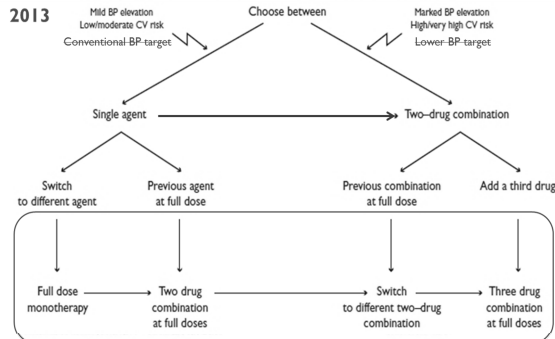 2013
Choose between
Mild BP elevation
Low/moderate CV risk
Conventional BP target
Marked BP elevation
High/very high CV risk
Lower BP target
Single agent
Two–drug combination
Switch
to different agent
Previous agent
at full dose
Previous combination
at full dose
Add a third drug
Full dose
monotherapy
Two drug
combination
at full doses
Switch
to different two–drug
combination
Three drug
combination
at full doses